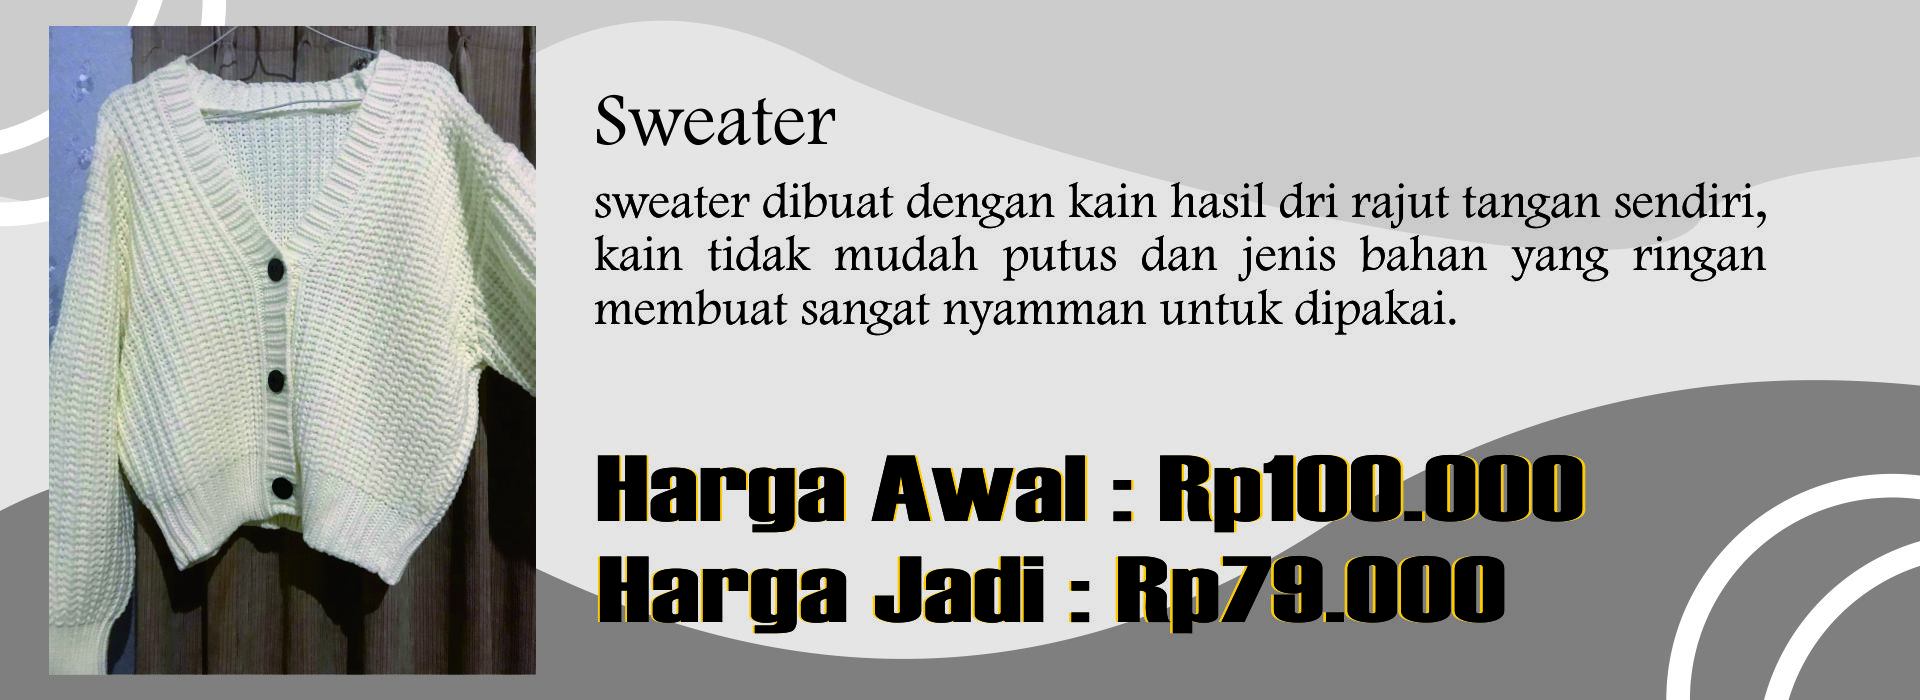 Sweater
sweater dibuat dengan kain hasil dri rajut tangan sendiri,
kain tidak mudah putus dan jenis bahan yang ringan
membuat sangat nyamman untuk dipakai.
Harga Awal : Rp100.000
Harga Jadi : Rp79.000